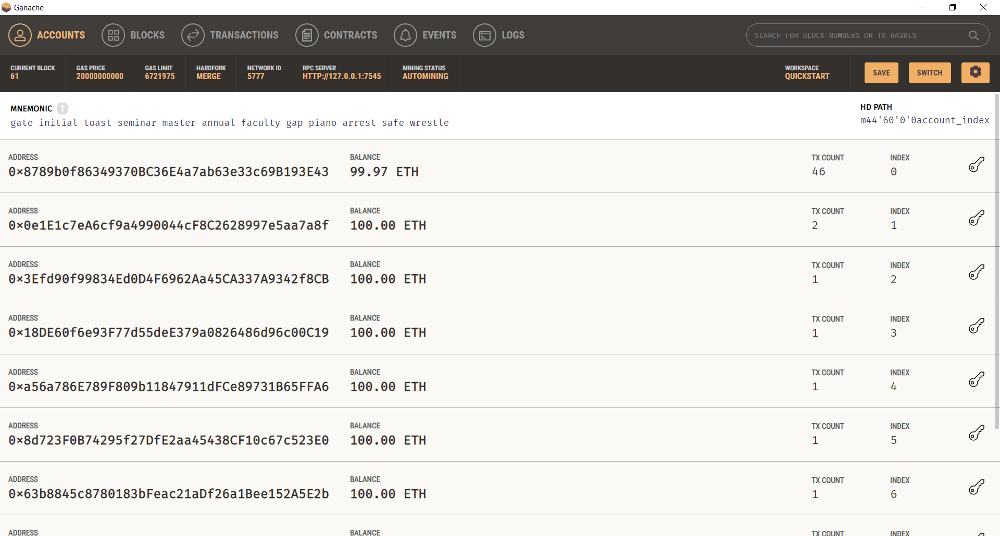 Ganache
ACCOUNTS BLOCKS TRANSACTIONS CONTRACTS EVENTS LOGS SEARCH FOR BLOCK NUMBERS OR TX HASHES
CURRENT BLOCK GAS PRICE GAS LIMIT HARDFORK NETWORK ID RPC SERVER MINING STATUS WORKSPACE
61 20000000000 6721975 MERGE 5777 HTTP://127.0.0.1:7545 AUTOMINING QUICKSTART SAVE SWITCH
MNEMONIC ? HD PATH
gate initial toast seminar master annual faculty gap piano arrest safe wrestle m44'60'0'0account_index
ADDRESS BALANCE TX COUNT INDEX
0×8789b0f86349370BC36E4a7ab63e33c69B193E43 99.97 ETH 46 0
ADDRESS BALANCE TX COUNT INDEX
0×0e1E1c7eA6cf9a4990044cF8C2628997e5aa7a8f 100.00 ETH 2 1
ADDRESS BALANCE TX COUNT INDEX
0×3Efd90f99834Ed0D4F6962Aa45CA337A9342f8CB 100.00 ETH 1 2
ADDRESS BALANCE TX COUNT INDEX
0×18DE60f6e93F77d55deE379a0826486d96c00C19 100.00 ETH 1 3
ADDRESS BALANCE TX COUNT INDEX
0×a56a786E789F809b11847911dFCe89731B65FFA6 100.00 ETH 1 4
ADDRESS BALANCE TX COUNT INDEX
0×8d723F0B74295f27DfE2aa45438CF10c67c523E0 100.00 ETH 1 5
ADDRESS BALANCE TX COUNT INDEX
0×63b8845c8780183bFeac21aDf26a1Bee152A5E2b 100.00 ETH 1 6
ADDRESS BALANCE TX COUNT INDEX